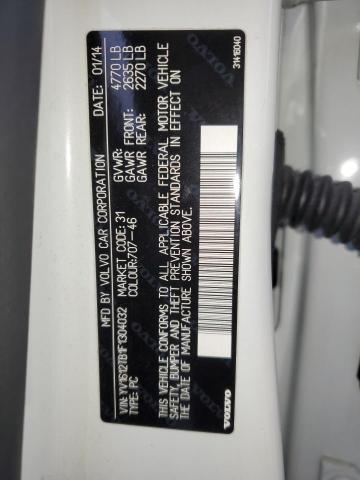 MFD BY VOLVO CAR CORPORATION DATE: 01/14
MARKET CODE: 31 GVWR: 4770 LB
COLOUR:707-46 GAWR FRONT: 2635 LB
GAWR REAR: 2270 LB
VIN: YV1612TB1F1304032
TYPE: PC
THIS VEHICLE CONFORMS TO ALL APPLICABLE FEDERAL MOTOR VEHICLE
SAFETY, BUMPER AND THEFT PREVENTION STANDARDS IN EFFECT ON
THE DATE OF MANUFACTURE SHOWN ABOVE.
VOLVO
31416040